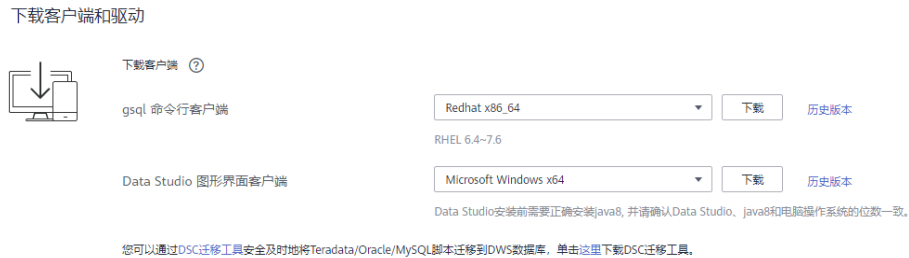 下载客户端和驱动
下载客户端 ?
gsql 命令行客户端 Redhat x86_64 下载 历史版本
RHEL 6.4~7.6
Data Studio 图形界面客户端 Microsoft Windows x64 下载 历史版本
Data Studio安装前需要正确安装java8, 并请确认Data Studio、java8和电脑操作系统的位数一致。
您可以通过DSC迁移工具安全及时地将Teradata/Oracle/MySQL脚本迁移到DWS数据库，单击这里下载DSC迁移工具。